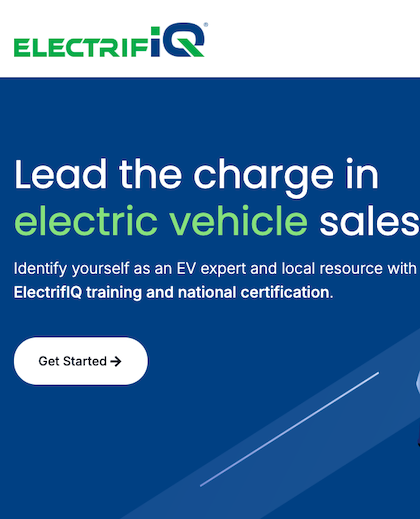 ELECTRIFIQ®
Lead the charge in
electric vehicle sales
Identify yourself as an EV expert and local resource with
ElectrifIQ training and national certification.
Get Started →